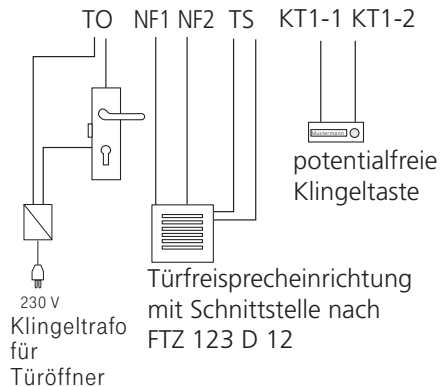 TO NF1 NF2 TS KT1-1 KT1-2
Mustermann
potentialfreie
Klingeltaste
230 V
Klingeltrafo
für
Türöffner
Türfreisprecheinrichtung
mit Schnittstelle nach
FTZ 123 D 12